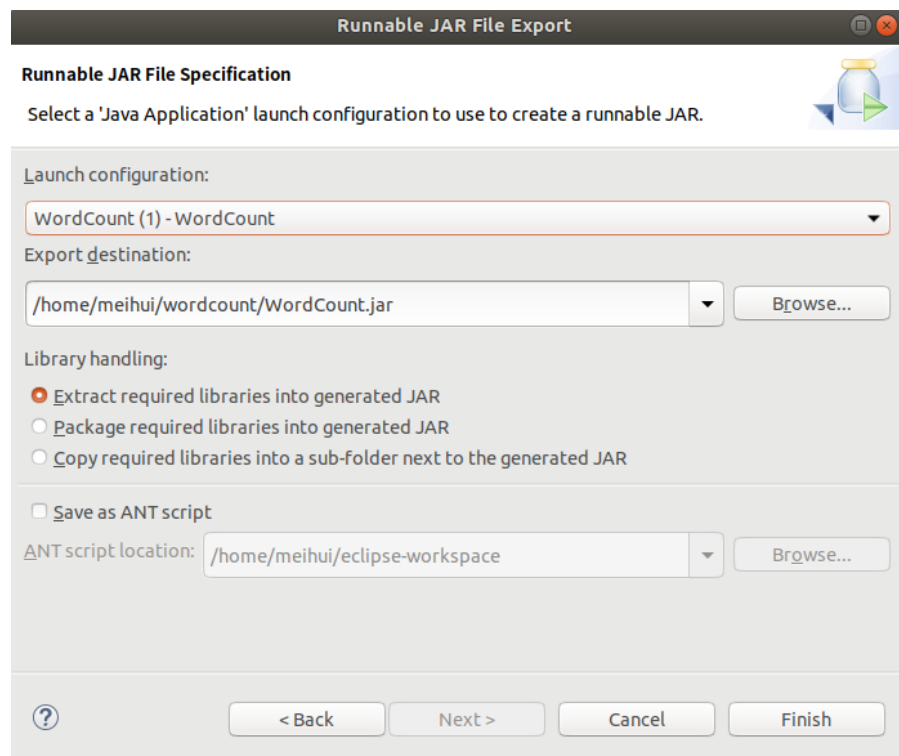 Runnable JAR File Export
Runnable JAR File Specification
Select a 'Java Application' launch configuration to use to create a runnable JAR.
Launch configuration:
WordCount (1) - WordCount
Export destination:
/home/meihui/wordcount/WordCount.jar
Browse...
Library handling:
Extract required libraries into generated JAR
Package required libraries into generated JAR
Copy required libraries into a sub-folder next to the generated JAR
Save as ANT script
ANT script location: /home/meihui/eclipse-workspace Browse...
? < Back Next > Cancel Finish